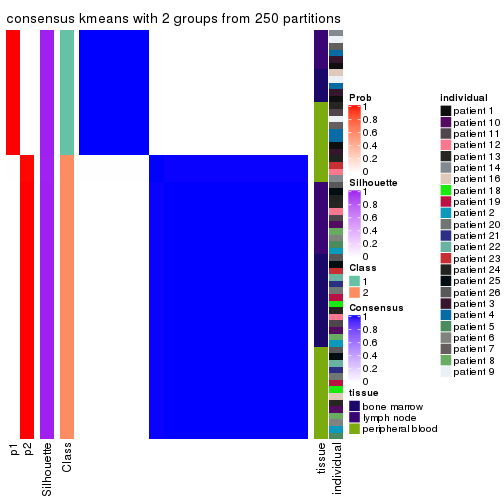 consensus kmeans with 2 groups from 250 partitions
p1
p2
Silhouette
Class
tissue
individual
Prob
1
0.8
0.6
0.4
0.2
0
Silhouette
1
0.8
0.6
0.4
0.2
0
Class
1
2
Consensus
1
0.8
0.6
0.4
0.2
0
tissue
bone marrow
lymph node
peripheral blood
individual
patient 1
patient 10
patient 11
patient 12
patient 13
patient 14
patient 16
patient 18
patient 19
patient 2
patient 20
patient 21
patient 22
patient 23
patient 24
patient 25
patient 26
patient 3
patient 4
patient 5
patient 6
patient 7
patient 8
patient 9